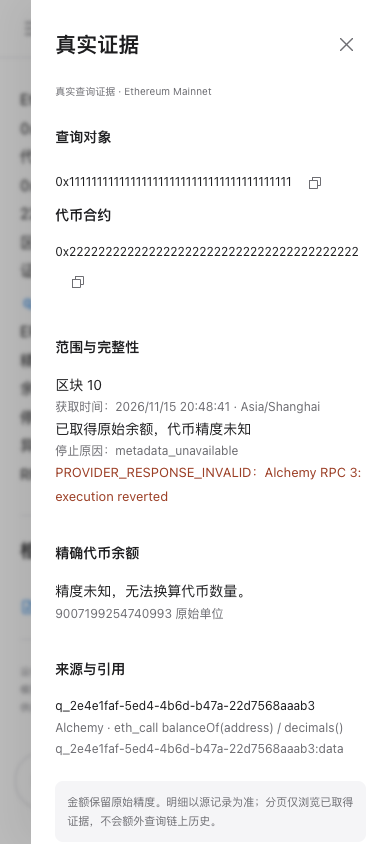 真实证据
真实查询证据 · Ethereum Mainnet
查询对象
0x1111111111111111111111111111111111111111
代币合约
0x2222222222222222222222222222222222222222
范围与完整性
区块 10
获取时间：2026/11/15 20:48:41 · Asia/Shanghai
已取得原始余额，代币精度未知
停止原因：metadata_unavailable
PROVIDER_RESPONSE_INVALID：Alchemy RPC 3:
execution reverted
精确代币余额
精度未知，无法换算代币数量。
9007199254740993 原始单位
来源与引用
q_2e4e1faf-5ed4-4b6d-b47a-22d7568aaab3
Alchemy · eth_call balanceOf(address) / decimals()
q_2e4e1faf-5ed4-4b6d-b47a-22d7568aaab3:data
金额保留原始精度。明细以源记录为准；分页仅浏览已取得
证据，不会额外查询链上历史。